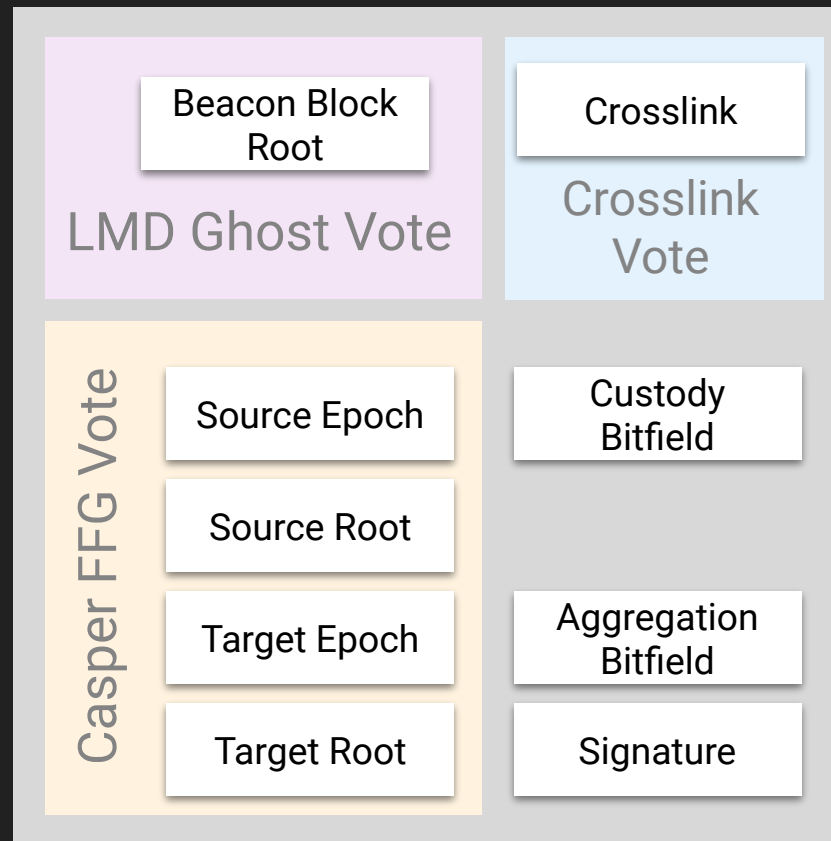 Beacon Block
Root
LMD Ghost Vote
Crosslink
Crosslink
Vote
Casper FFG Vote
Source Epoch
Source Root
Target Epoch
Target Root
Custody
Bitfield
Aggregation
Bitfield
Signature